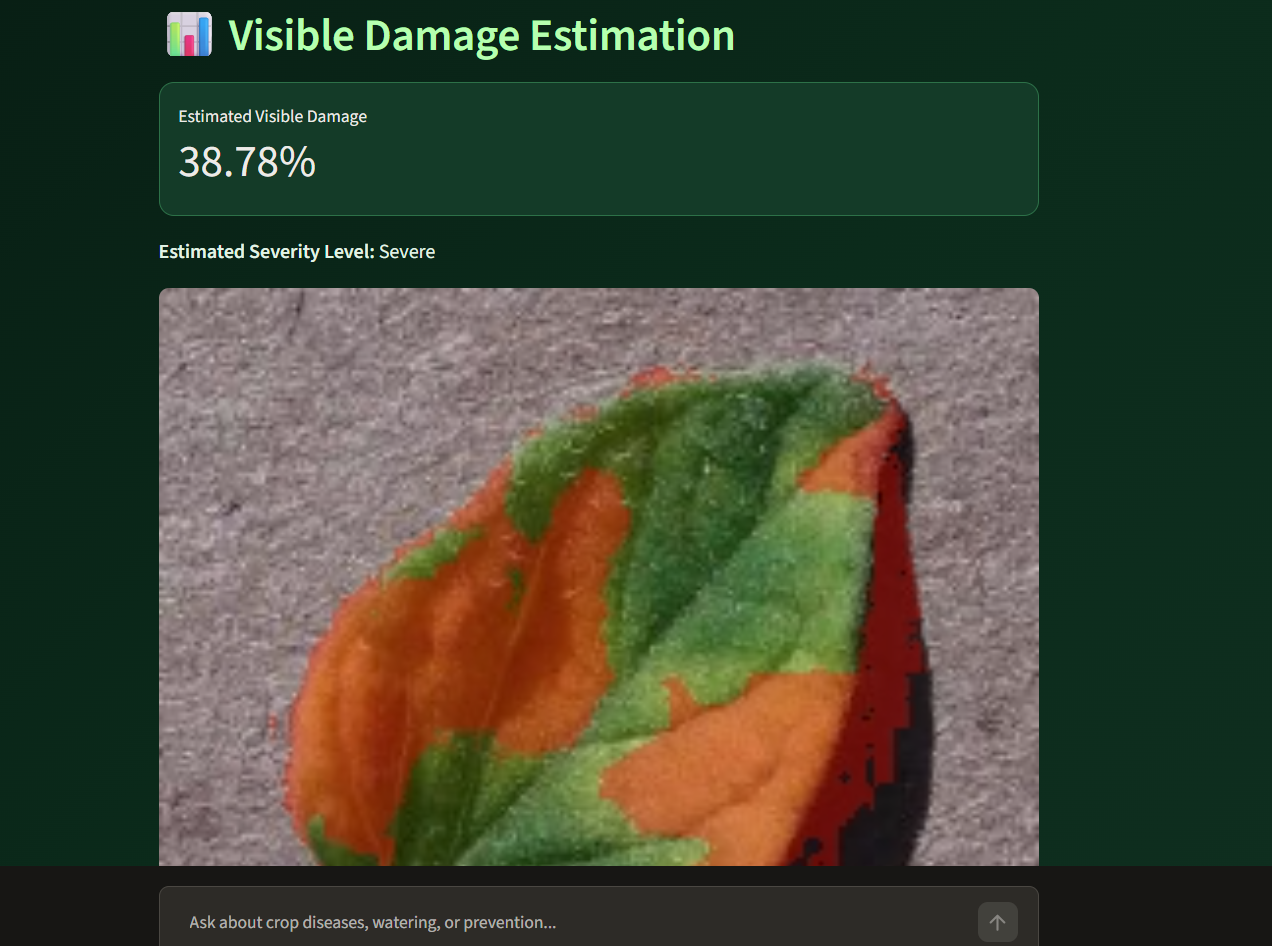 Visible Damage Estimation
Estimated Visible Damage
38.78%
Estimated Severity Level: Severe
Ask about crop diseases, watering, or prevention...